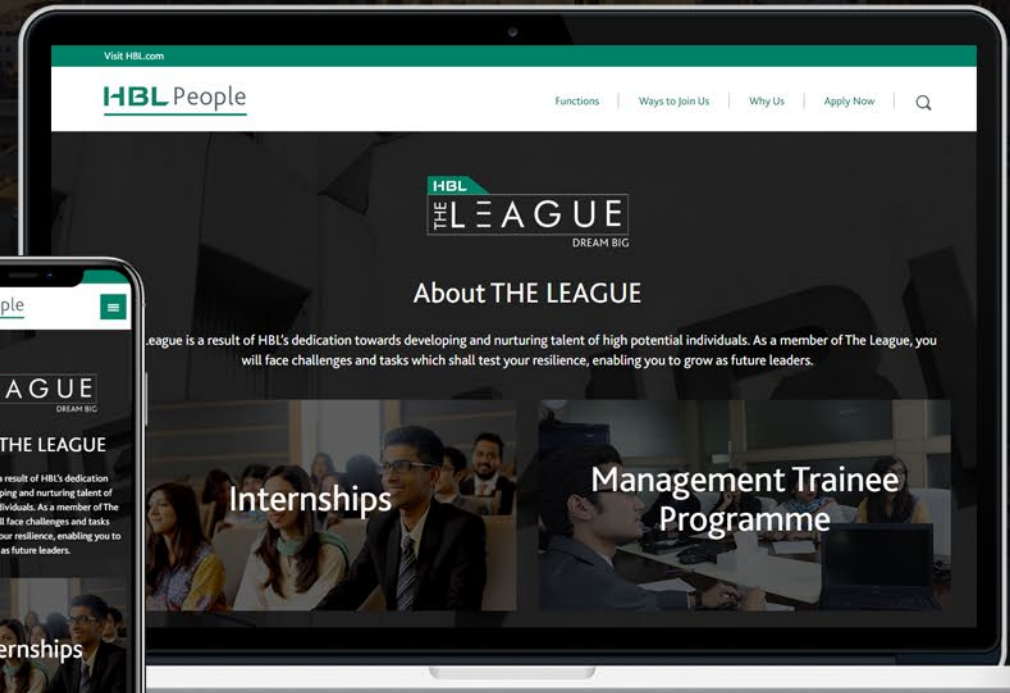 Visit HBL.com
HBL People
Functions
Ways to Join Us
Why Us
Apply Now
HBL
THE LEAGUE
DREAM BIG
About THE LEAGUE
League is a result of HBL's dedication towards developing and nurturing talent of high potential individuals. As a member of The League, you
will face challenges and tasks which shall test your resilience, enabling you to grow as future leaders.
Internships
Management Trainee
Programme
ple
AGUE
DREAM BIG
THE LEAGUE
a result of HBL's dedication
ping and nurturing talent of
dividuals. As a member of The
ll face challenges and tasks
our resilience, enabling you to
as future leaders.
ernships